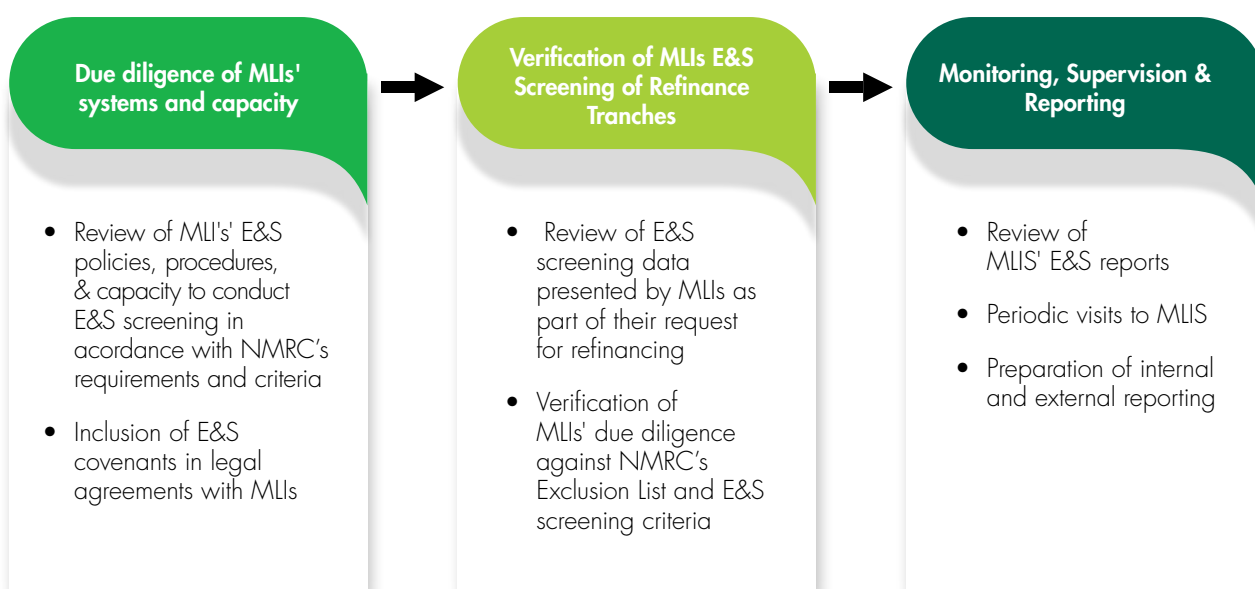 Due diligence of MLIs'
systems and capacity
• Review of MLI's' E&S
policies, procedures,
& capacity to conduct
E&S screening in
acordance with NMRC's
requirements and criteria
• Inclusion of E&S
covenants in legal
agreements with MLIs
Verification of MLIs E&S
Screening of Refinance
Tranches
• Review of E&S
screening data
presented by MLIs as
part of their request
for refinancing
• Verification of
MLIs' due diligence
against NMRC's
Exclusion List and E&S
screening criteria
Monitoring, Supervision &
Reporting
• Review of
MLIS' E&S reports
• Periodic visits to MLIS
• Preparation of internal
and external reporting